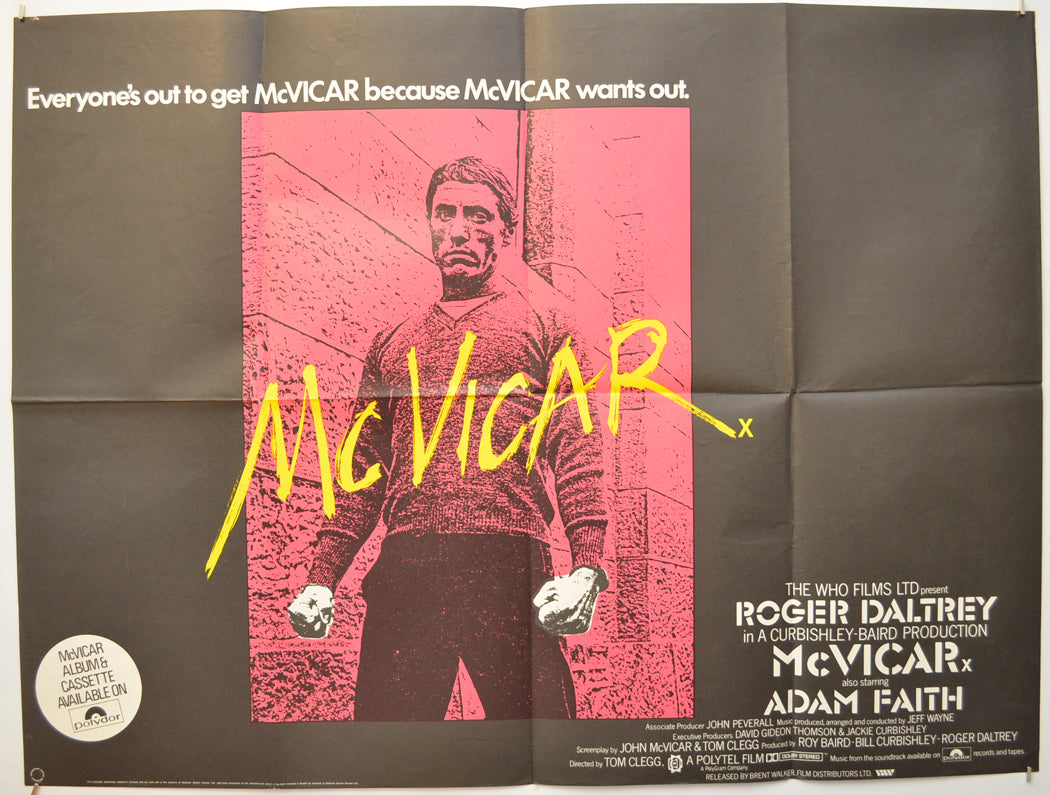 Everyone's out to get McVICAR because McVICAR wants out.
McVICAR X
McVICAR
ALBUM &
CASSETTE
AVAILABLE ON
Polydor
THE WHO FILMS LTD present
ROGER DALTREY
in A CURBISHLEY-BAIRD PRODUCTION
McVICAR X
also starring
ADAM FAITH
Associate Producer JOHN PEVERALL Music produced, arranged and conducted by JEFF WAYNE
Executive Producers DAVID GIDEON THOMSON & JACKIE CURBISHLEY
Screenplay by JOHN McVICAR & TOM CLEGG Produced by ROY BAIRD · BILL CURBISHLEY · ROGER DALTREY
Directed by TOM CLEGG. A POLYTEL FILM DOLBY STEREO Music from the soundtrack available on Polydor records and tapes
A PolyGram Company
RELEASED BY BRENT WALKER FILM DISTRIBUTORS LTD.